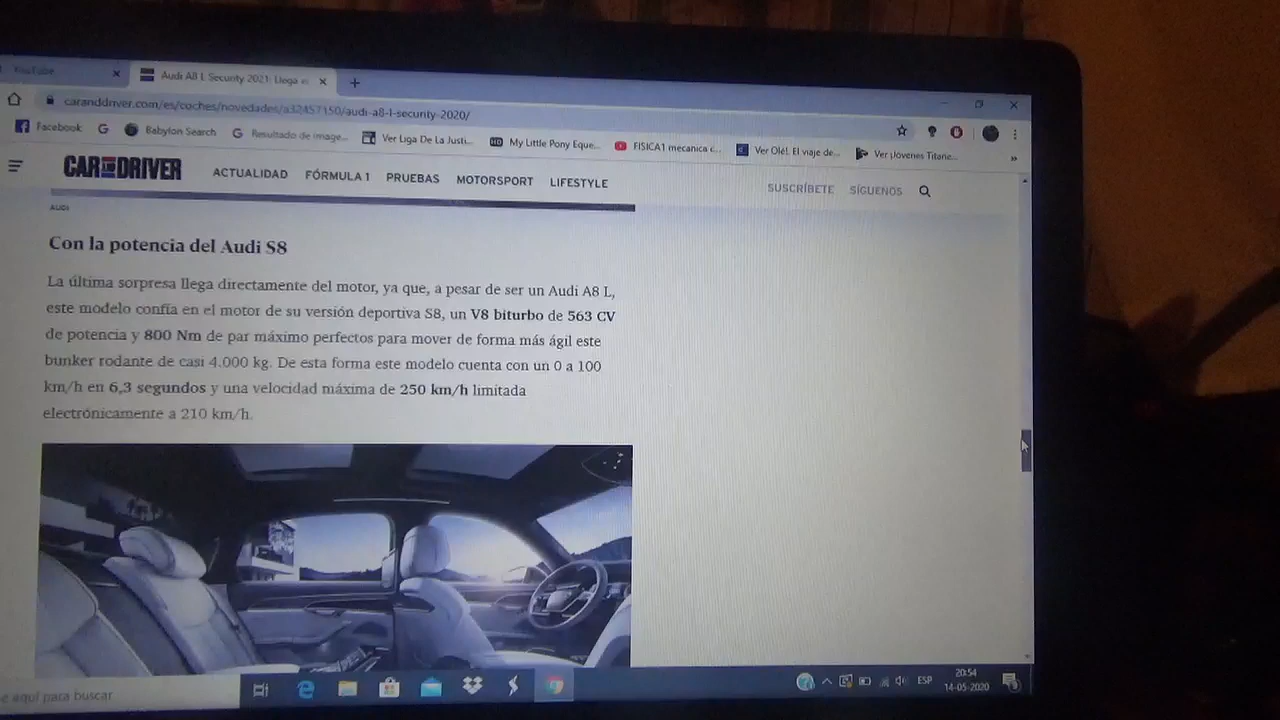 YouTube
Audi A8 L Security 2021: Llega
caranddriver.com/es/coches/novedades/a32457150/audi-a8-l-security-2020/
Facebook
Babylon Search
Resultado de image...
Ver Liga De La Justi...
My Little Pony Eque...
FISICA1 mecanica c...
Ver Olé!. El viaje de...
Ver ¡Jovenes Titane...
CAR AND DRIVER
ACTUALIDAD
FÓRMULA 1
PRUEBAS
MOTORSPORT
LIFESTYLE
SUSCRÍBETE
SÍGUENOS
AUDI
Con la potencia del Audi S8
La última sorpresa llega directamente del motor, ya que, a pesar de ser un Audi A8 L,
este modelo confía en el motor de su versión deportiva S8, un V8 biturbo de 563 CV
de potencia y 800 Nm de par máximo perfectos para mover de forma más ágil este
bunker rodante de casi 4.000 kg. De esta forma este modelo cuenta con un 0 a 100
km/h en 6,3 segundos y una velocidad máxima de 250 km/h limitada
electrónicamente a 210 km/h.
e aquí para buscar
ESP
20:54
14-05-2020